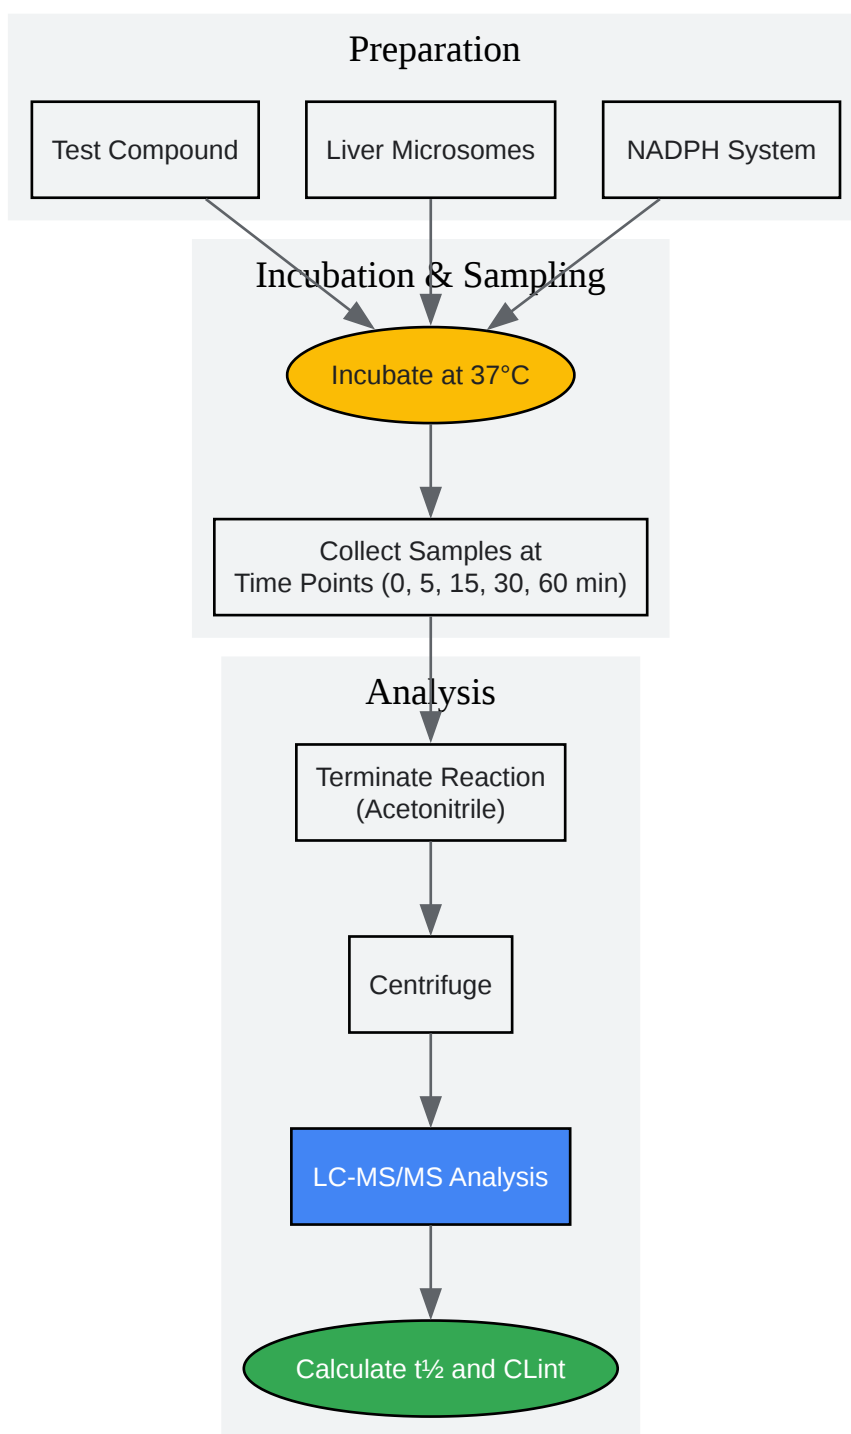 Preparation
Test Compound
Liver Microsomes
NADPH System
Incubation & Sampling
Incubate at 37°C
Collect Samples at
Time Points (0, 5, 15, 30, 60 min)
Analysis
Terminate Reaction
(Acetonitrile)
Centrifuge
LC-MS/MS Analysis
Calculate t½ and CLint